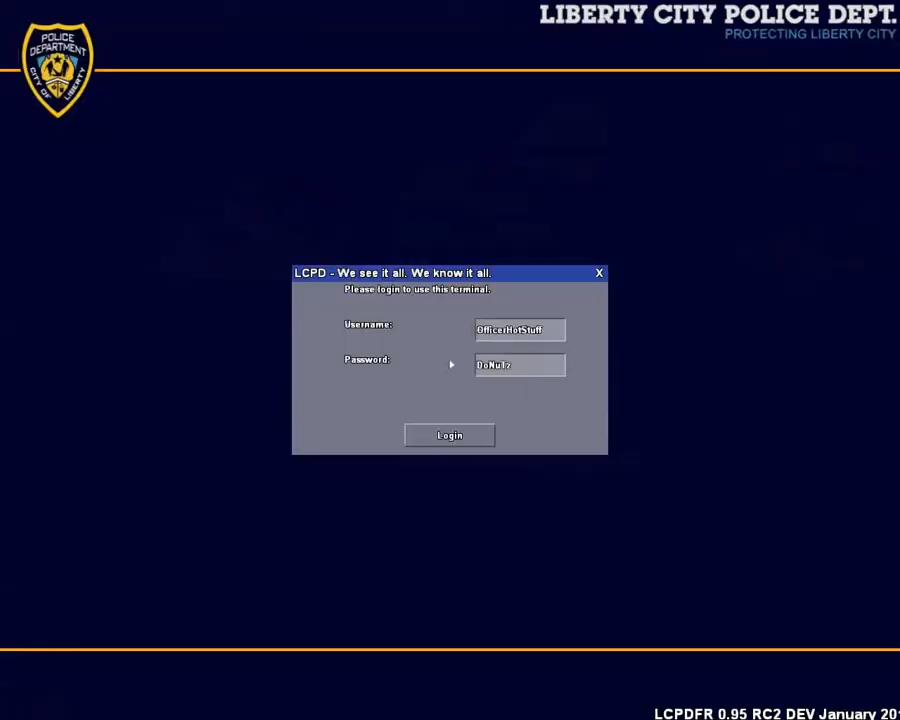 LIBERTY CITY POLICE DEPT.
PROTECTING LIBERTY CITY
POLICE
DEPARTMENT
CITY OF LIBERTY
LCPD - We see it all. We know it all. X
Please login to use this terminal.
Username: OfficerHotStuff
Password: DoNuTz
Login
LCPDFR 0.95 RC2 DEV January 20